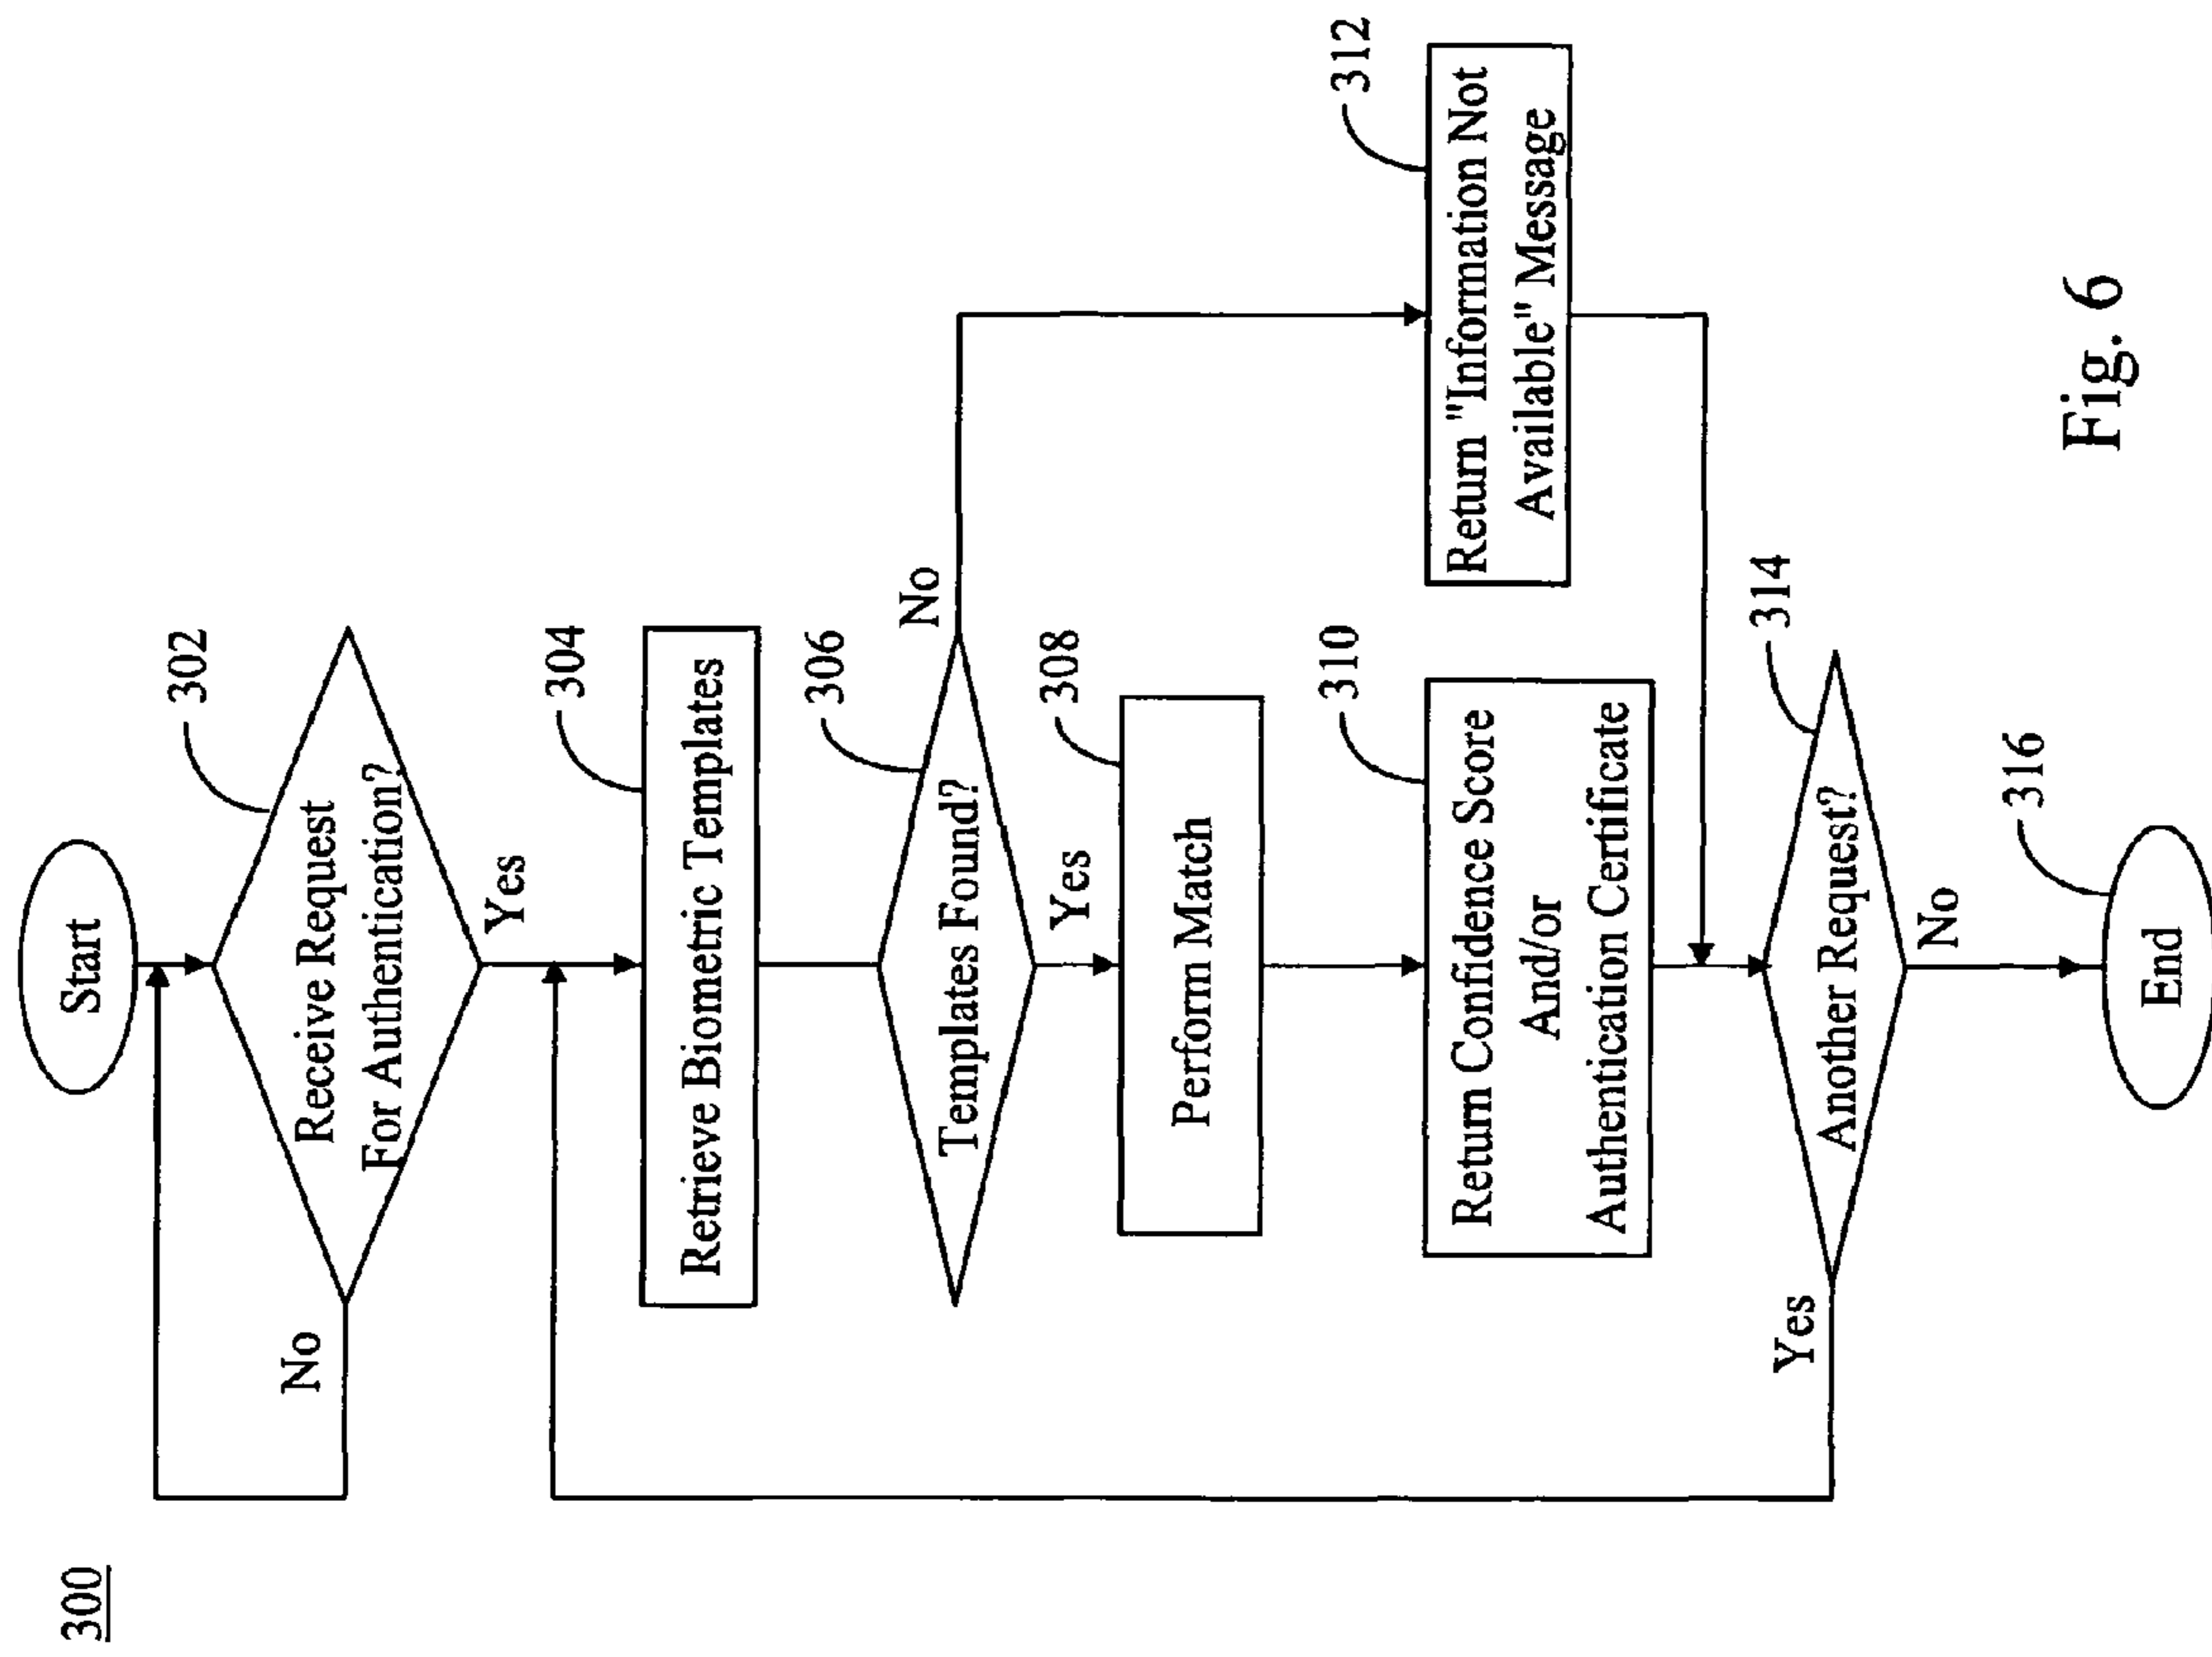 300
Start
302
Receive Request
For Authentication?
No
Yes
304
Retrieve Biometric Templates
306
Templates Found?
No
Yes
308
Perform Match
310
Return Confidence Score
And/or
Authentication Certificate
312
Return "Information Not
Available" Message
314
Another Request?
Yes
No
316
End
Fig. 6